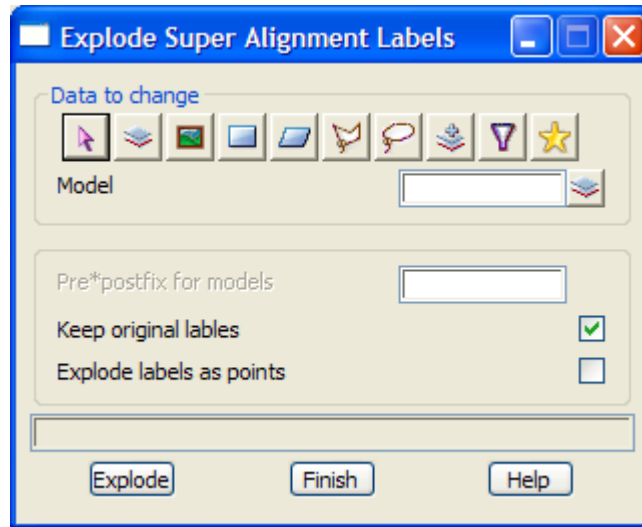 Explode Super Alignment Labels
Data to change
Model
Pre*postfix for models
Keep original lables
Explode labels as points
Explode Finish Help